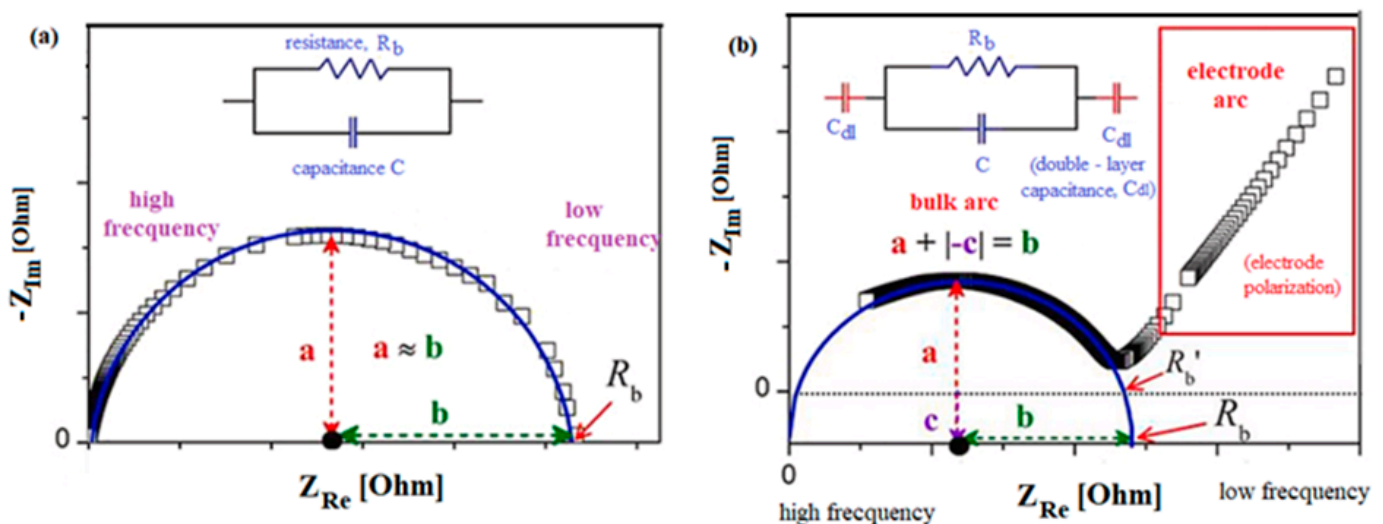 (a)
resistance, Rb
capacitance C
high
frecquency
low
frecquency
-ZIm [Ohm]
a
a ≈ b
b
Rb
0
ZRe [Ohm]
(b)
Rb
Cdl
C
Cdl
(double - layer
capacitance, Cdl)
electrode
arc
bulk arc
a + |-c| = b
(electrode
polarization)
-ZIm [Ohm]
a
Rb'
0
c
b
Rb
0
ZRe [Ohm]
high frecquency
low frecquency